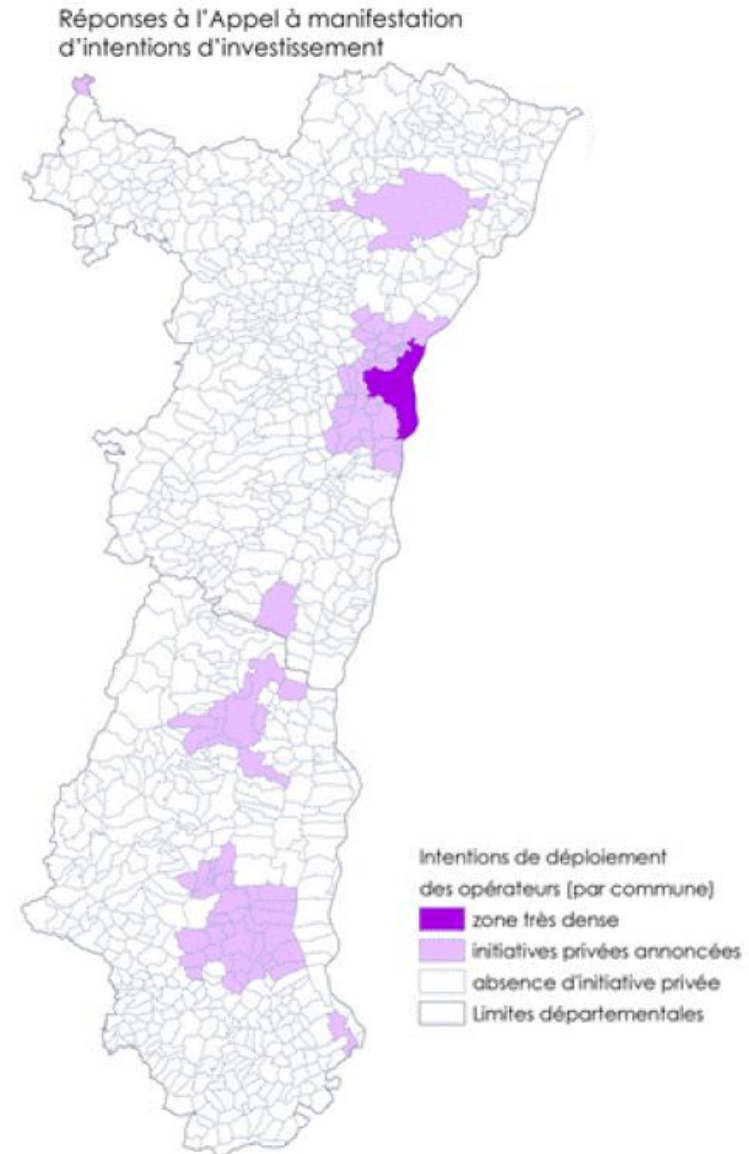 Réponses à l'Appel à manifestation
d'intentions d'investissement
Intentions de déploiement
des opérateurs (par commune)
zone très dense
initiatives privées annoncées
absence d'initiative privée
Limites départementales